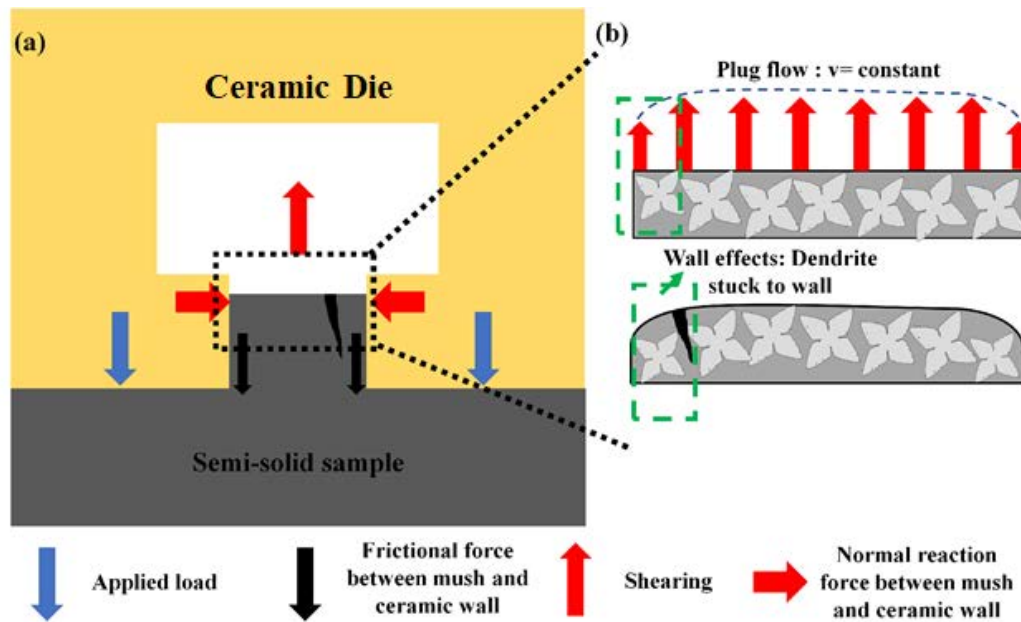 (a)
Ceramic Die
Semi-solid sample
(b)
Plug flow : v= constant
Wall effects: Dendrite
stuck to wall
Applied load
Frictional force
between mush and
ceramic wall
Shearing
Normal reaction
force between mush
and ceramic wall